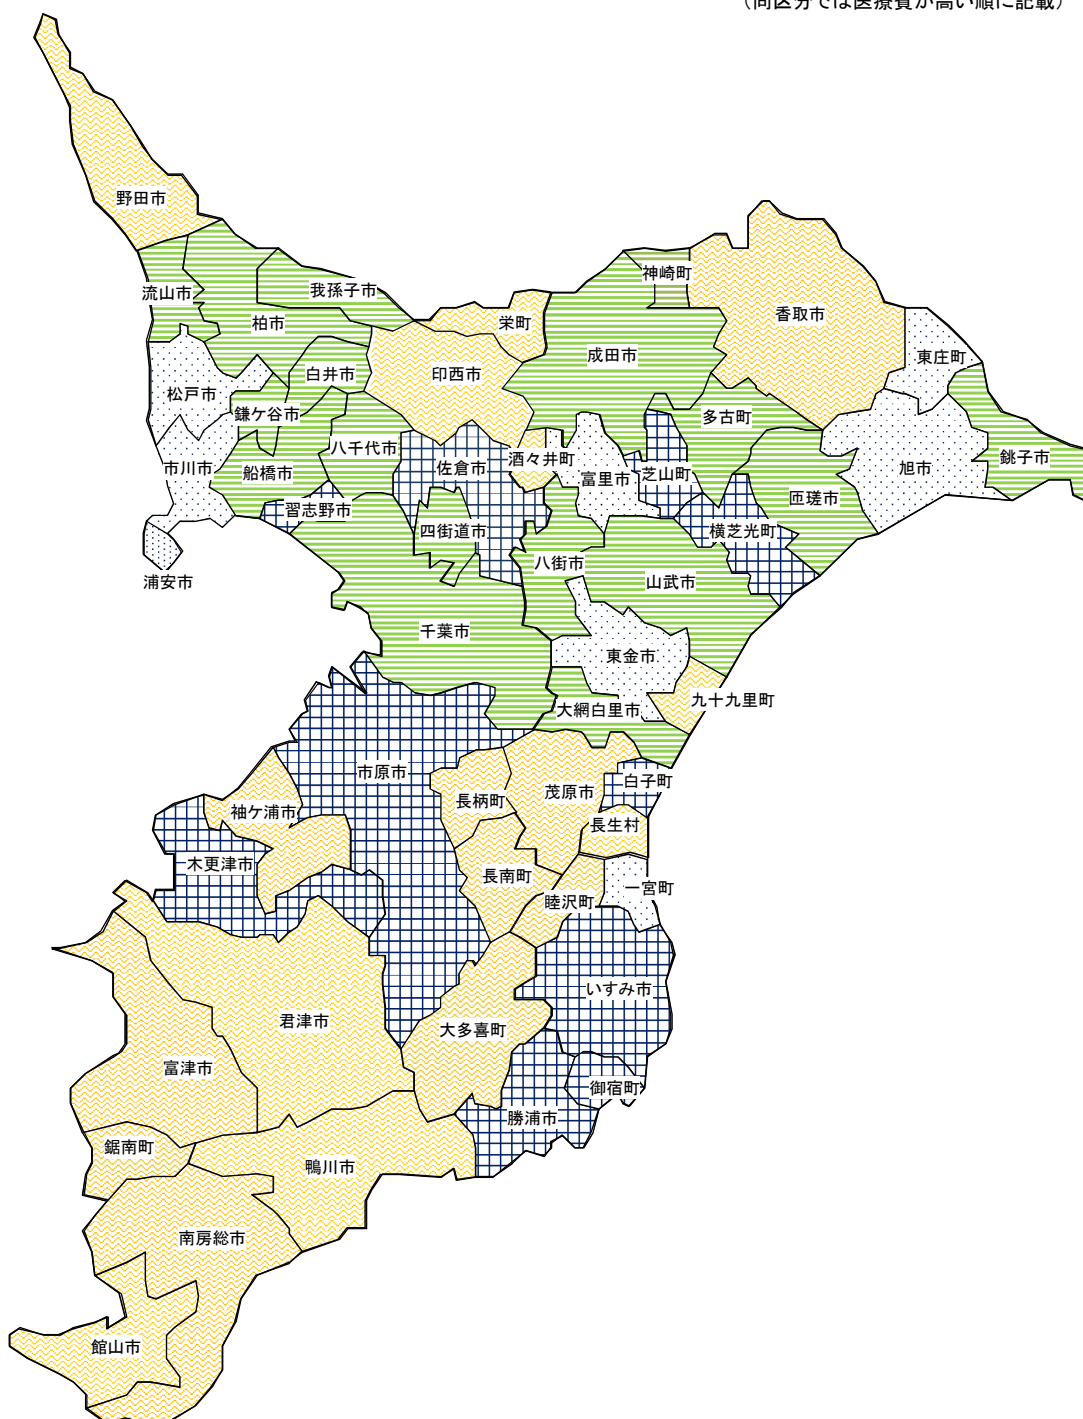 （同区分では医療費が高い順に記載）
野田市
流山市
我孫子市
柏市
栄町
神崎町
香取市
成田市
東庄町
白井市
印西市
松戸市
鎌ケ谷市
多古町
八千代市
市川市
船橋市
佐倉市
酒々井町
富里市
芝山町
旭市
銚子市
習志野市
匝瑳市
四街道市
横芝光町
浦安市
八街市
山武市
千葉市
東金市
九十九里町
大網白里市
市原市
白子町
長柄町
茂原市
袖ケ浦市
長生村
木更津市
長南町
一宮町
睦沢町
いすみ市
君津市
大多喜町
富津市
御宿町
勝浦市
鋸南町
鴨川市
南房総市
館山市